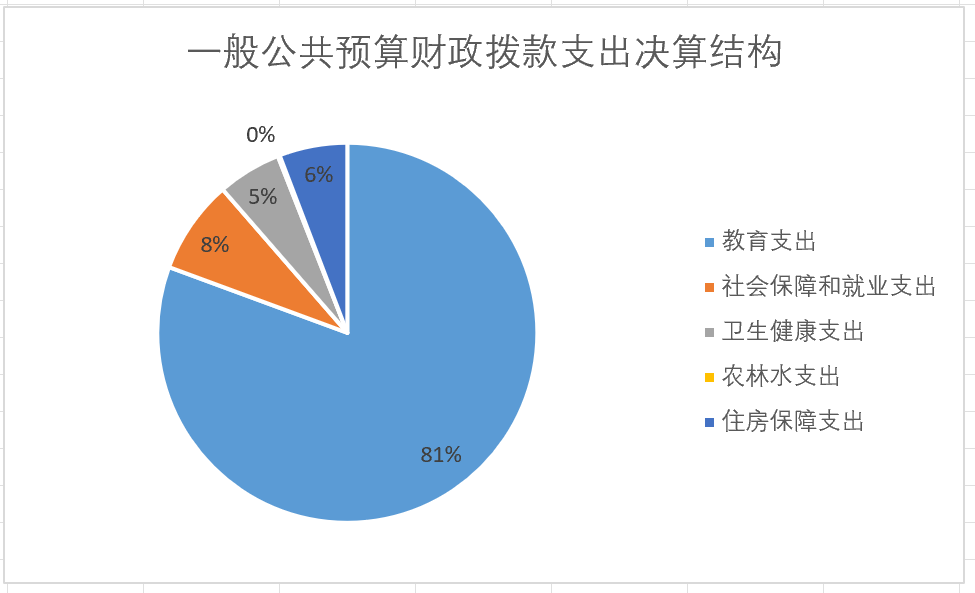 一般公共预算财政拨款支出决算结构
0%
6%
5%
8%
81%
教育支出
社会保障和就业支出
卫生健康支出
农林水支出
住房保障支出